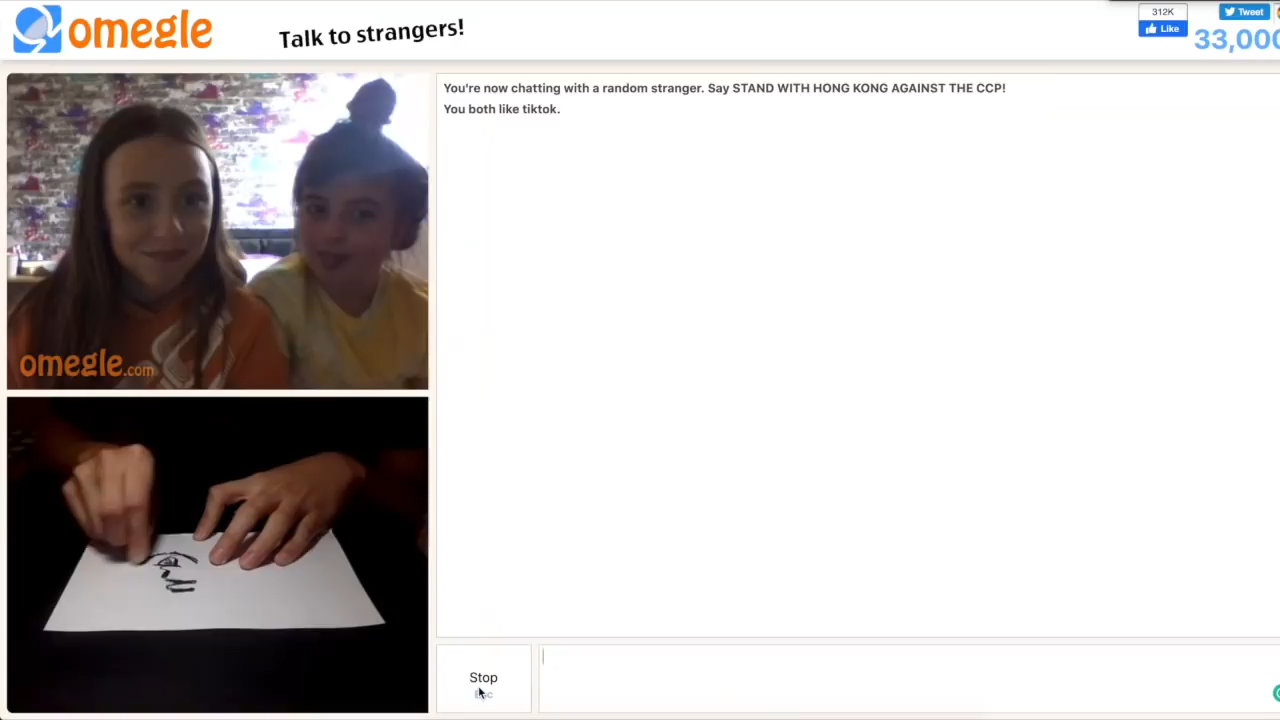 omegle
Talk to strangers!
312K
Like
Tweet
33,000
You're now chatting with a random stranger. Say STAND WITH HONG KONG AGAINST THE CCP!
You both like tiktok.
omegle.com
Stop